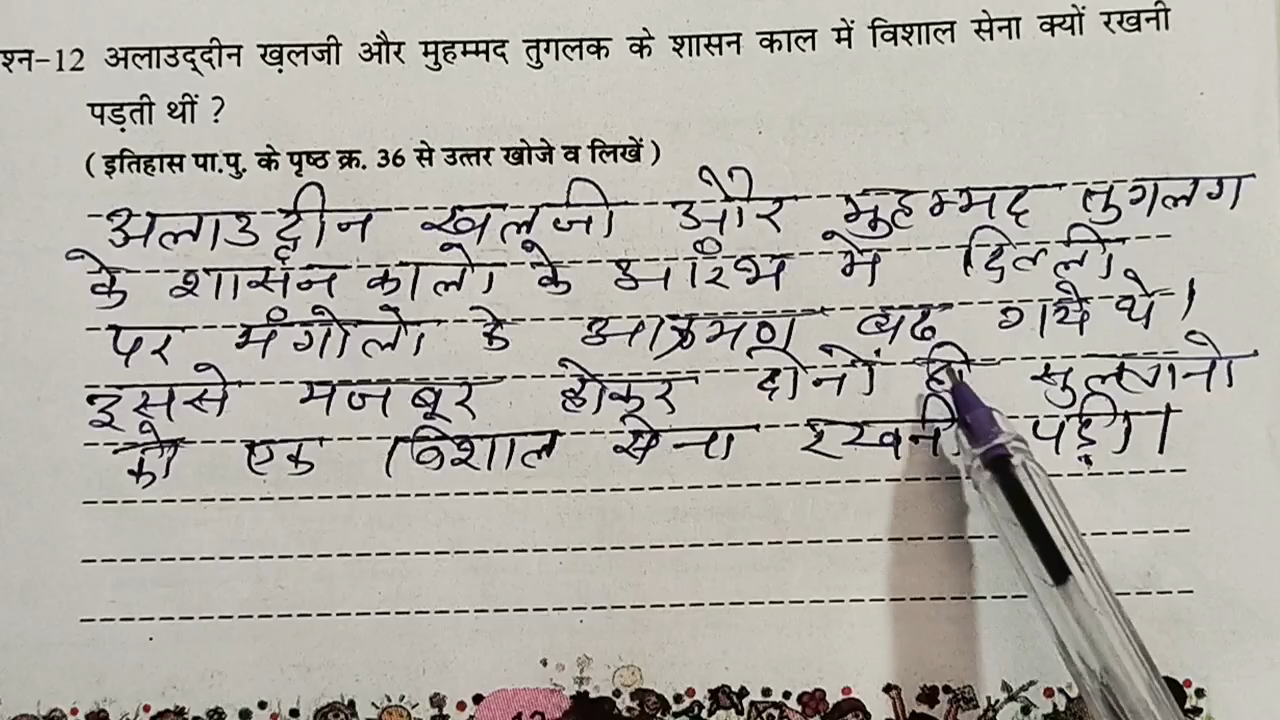 श्न-12 अलाउद्दीन ख़लजी और मुहम्मद तुगलक के शासन काल में विशाल सेना क्यों रखनी
पड़ती थीं ?
( इतिहास पा.पु. के पृष्ठ क्र. 36 से उत्तर खोजे व लिखें )
अलाउद्दीन खलजी और मुहम्मद तुगलग
के शासन कालो के आरंभ मे दिल्ली
पर मंगोलो के आक्रमण बढ गये थे।
इससे मजबूर होकर दोनों ही सुल्तानो
को एक विशाल सेना रखनी पड़ी।